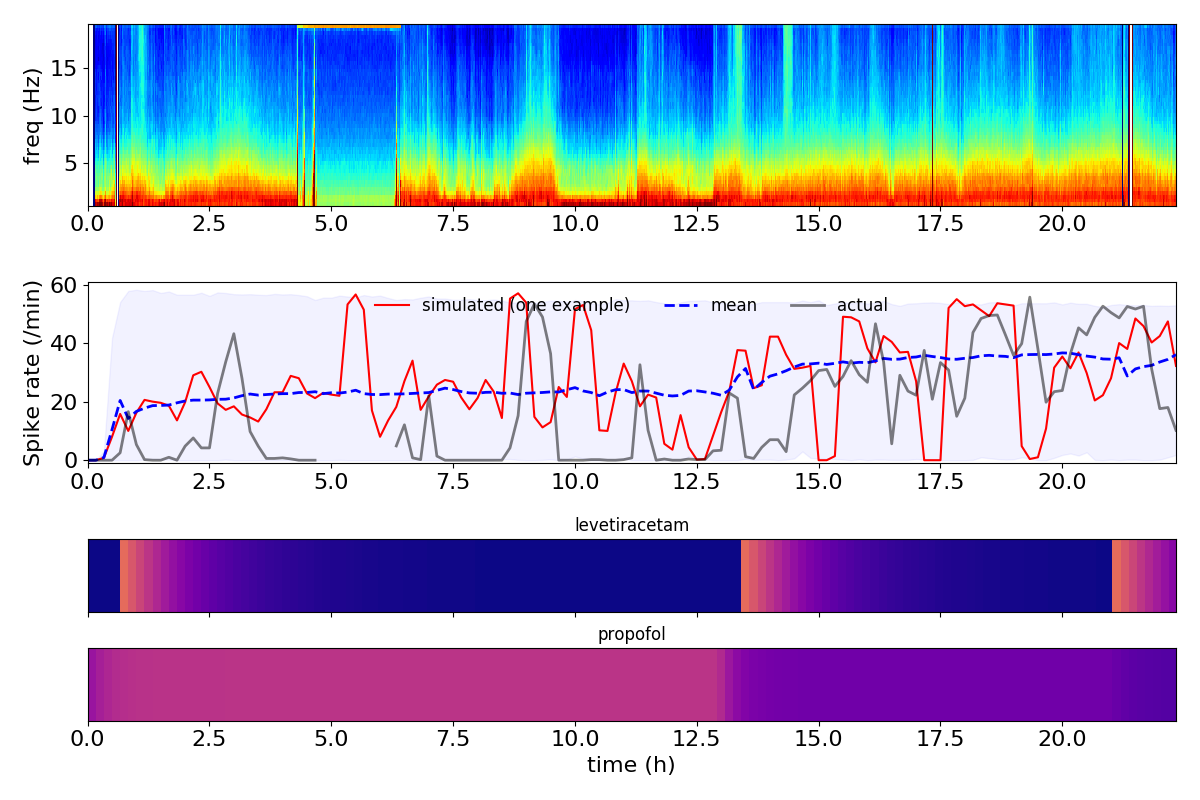 freq (Hz)
15
10
5
0.0 2.5 5.0 7.5 10.0 12.5 15.0 17.5 20.0
Spike rate (/min)
60
40
20
0
simulated (one example) mean actual
0.0 2.5 5.0 7.5 10.0 12.5 15.0 17.5 20.0
levetiracetam
propofol
0.0 2.5 5.0 7.5 10.0 12.5 15.0 17.5 20.0
time (h)